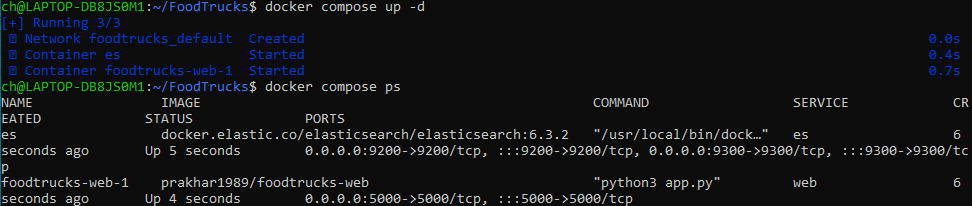 ch@LAPTOP-DB8JS0M1:~/FoodTrucks$ docker compose up -d
[+] Running 3/3
 Network foodtrucks_default  Created  0.0s
 Container es  Started  0.4s
 Container foodtrucks-web-1  Started  0.7s
ch@LAPTOP-DB8JS0M1:~/FoodTrucks$ docker compose ps
NAME                IMAGE                                                 COMMAND                  SERVICE             CR
EATED             STATUS              PORTS
es                  docker.elastic.co/elasticsearch/elasticsearch:6.3.2   "/usr/local/bin/dock…"   es                  6
seconds ago       Up 5 seconds        0.0.0.0:9200->9200/tcp, :::9200->9200/tcp, 0.0.0.0:9300->9300/tcp, :::9300->9300/tc
p
foodtrucks-web-1    prakhar1989/foodtrucks-web                            "python3 app.py"         web                 6
seconds ago       Up 4 seconds        0.0.0.0:5000->5000/tcp, :::5000->5000/tcp